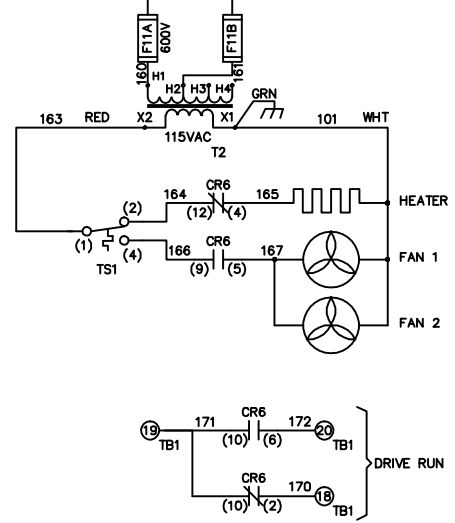 F11A
600V
F11B
160
161
H1
H2
H3
H4
GRN
163
RED
X2
X1
101
WHT
115VAC
T2
CR6
164
165
(12)
(4)
HEATER
(2)
(1)
(4)
TS1
CR6
166
167
(9)
(5)
FAN 1
FAN 2
CR6
171
172
19
20
TB1
(10)
(6)
TB1
DRIVE RUN
CR6
170
18
(10)
(2)
TB1